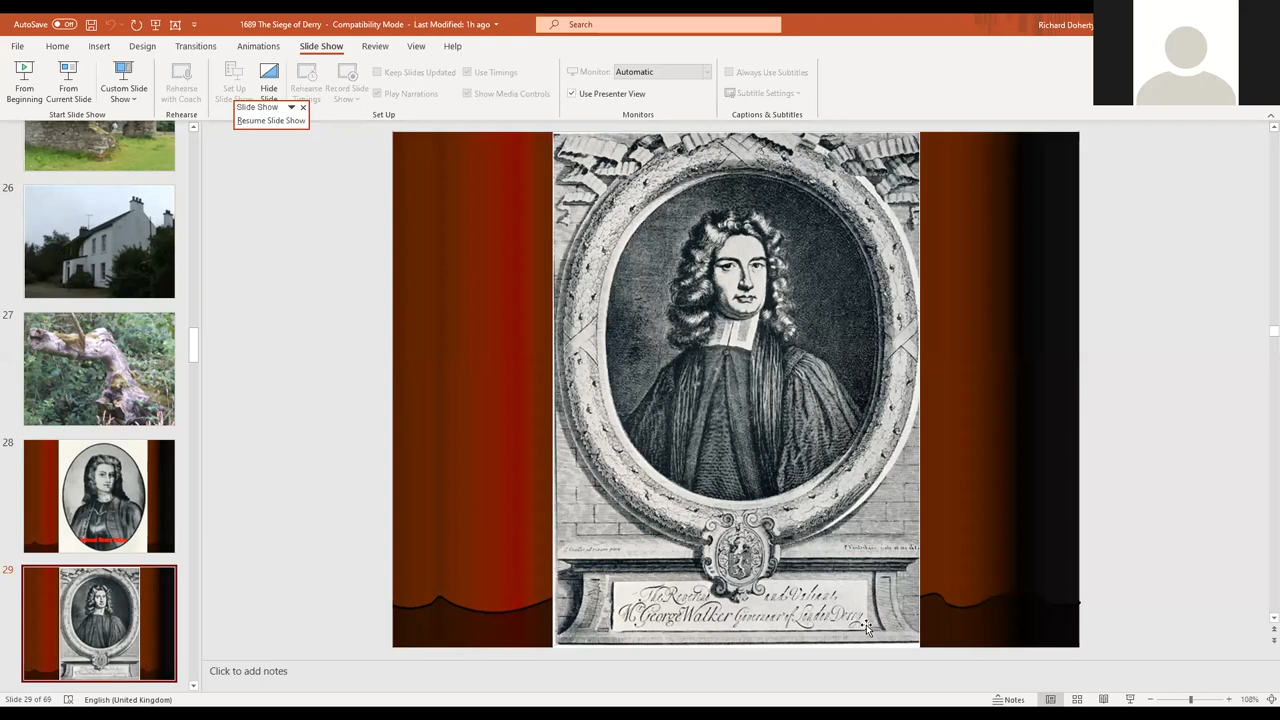 AutoSave Off 1689 The Siege of Derry - Compatibility Mode - Last Modified: 1h ago Search Richard Doherty
File Home Insert Design Transitions Animations Slide Show Review View Help
From Beginning
From Current Slide
Custom Slide Show
Start Slide Show
Rehearse with Coach
Rehearse
Set Up Slide Show
Hide Slide
Rehearse Timings
Record Slide Show
Keep Slides Updated
Play Narrations
Use Timings
Show Media Controls
Set Up
Monitor: Automatic
Use Presenter View
Monitors
Always Use Subtitles
Subtitle Settings
Captions & Subtitles
Slide Show
Resume Slide Show
26
27
28
29
George Walker Governor of London Derry
Click to add notes
Slide 29 of 69 English (United Kingdom) Notes 108%